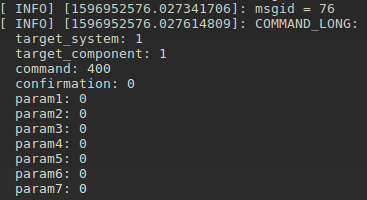 [ INFO] [1596952576.027341706]: msgid = 76
[ INFO] [1596952576.027614809]: COMMAND_LONG:
target_system: 1
target_component: 1
command: 400
confirmation: 0
param1: 0
param2: 0
param3: 0
param4: 0
param5: 0
param6: 0
param7: 0